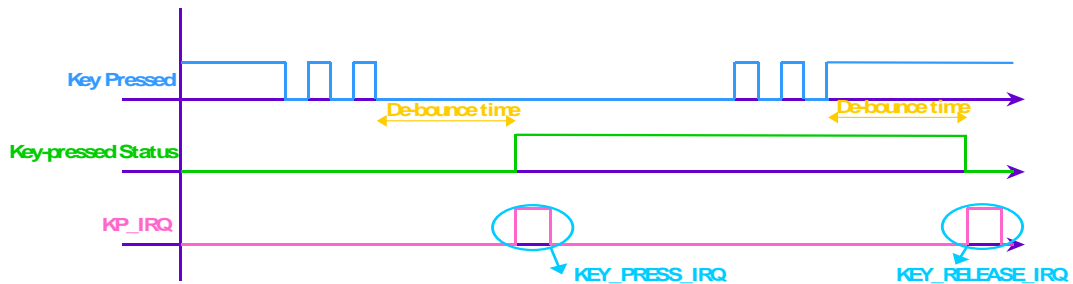 Key Pressed
De-bounce time
De-bounce time
Key-pressed Status
KP_IRQ
KEY_PRESS_IRQ
KEY_RELEASE_IRQ